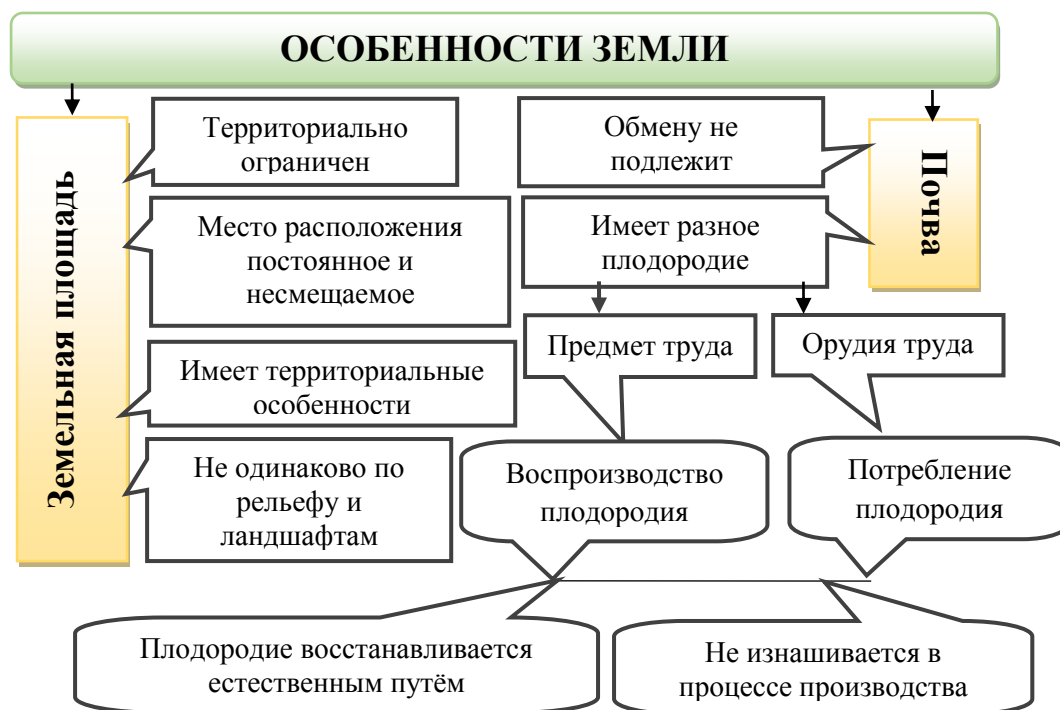 ОСОБЕННОСТИ ЗЕМЛИ
Земельная площадь
Территориально
ограничен
Место расположения
постоянное и
несмещаемое
Имеет территориальные
особенности
Не одинаково по
рельефу и
ландшафтам
Почва
Обмену не
подлежит
Имеет разное
плодородие
Предмет труда
Орудия труда
Воспроизводство
плодородия
Потребление
плодородия
Плодородие восстанавливается
естественным путём
Не изнашивается в
процессе производства